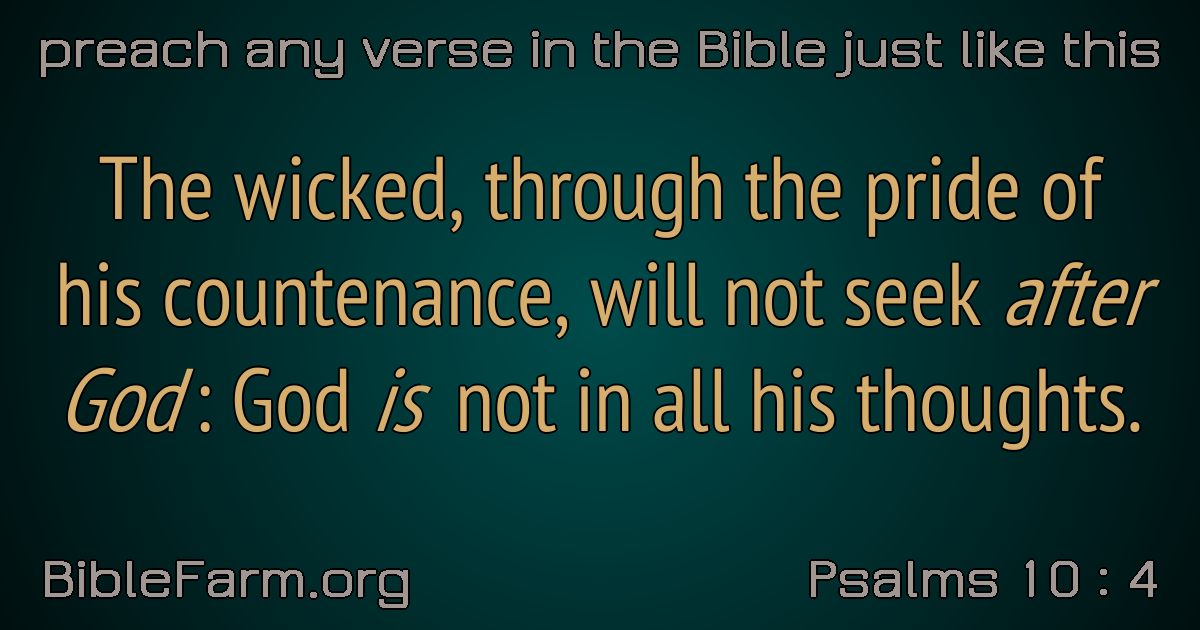 preach any verse in the Bible just like this
The wicked, through the pride of
his countenance, will not seek after
God : God is not in all his thoughts.
BibleFarm.org
Psalms 10 : 4